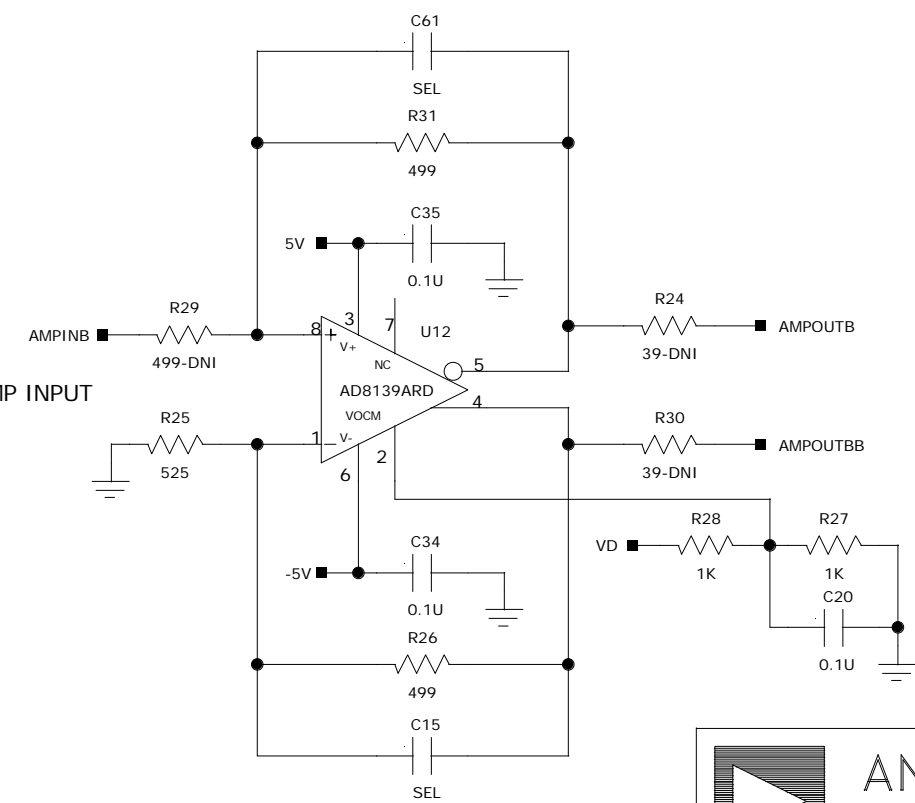 C61
SEL
R31
499
C35
5V
0.1U
R29
AMPINB
499-DNI
8
+
3
V+
7
NC
U12
5
R24
AMPOUTB
39-DNI
INPUT
AD8139ARD
4
R25
525
VOCM
1
V-
2
6
R30
AMPOUTBB
39-DNI
VD
R28
1K
R27
1K
C34
-5V
0.1U
C20
0.1U
R26
499
C15
SEL